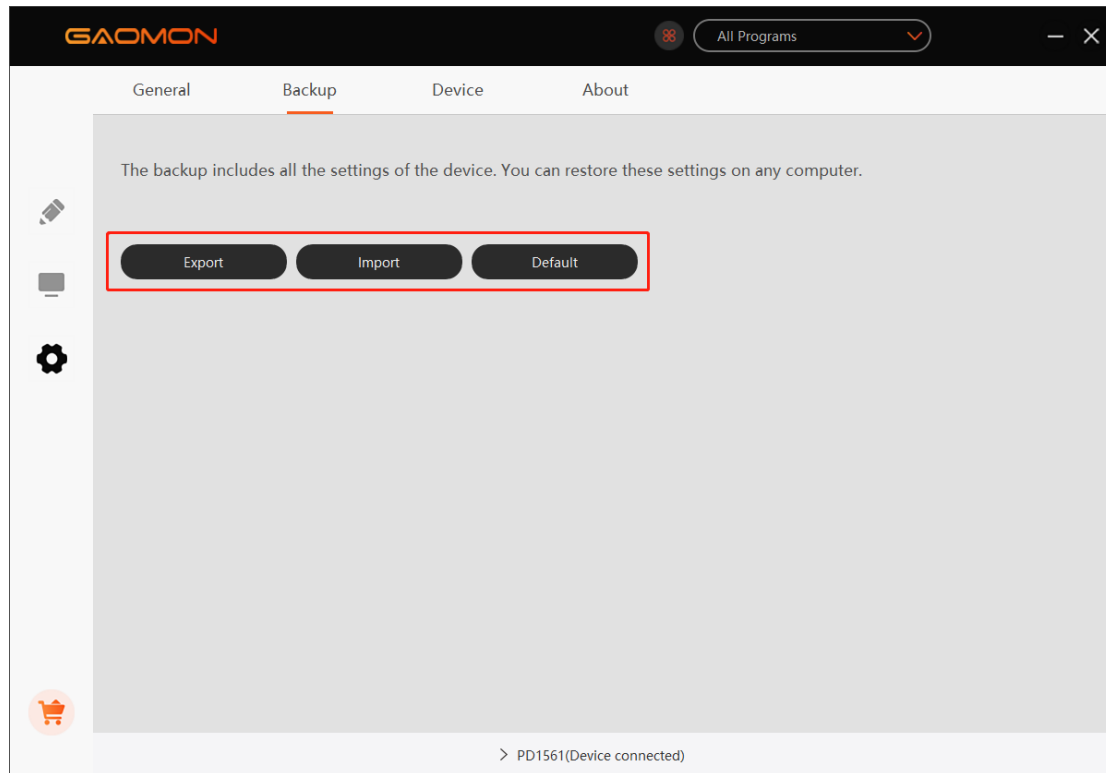 GAOMON
All Programs
General Backup Device About
The backup includes all the settings of the device. You can restore these settings on any computer.
Export Import Default
PD1561(Device connected)